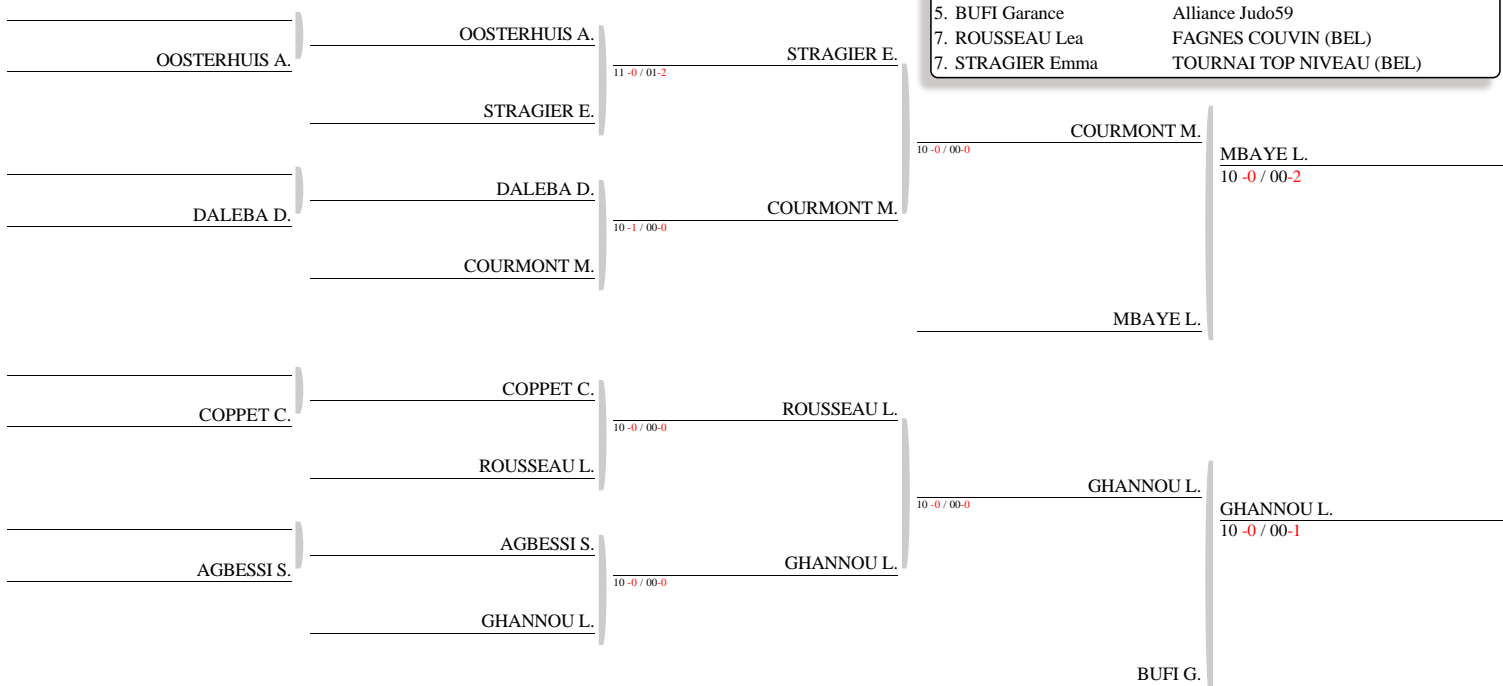 5. BUFI Garance Alliance Judo59
7. ROUSSEAU Lea FAGNES COUVIN (BEL)
7. STRAGIER Emma TOURNAI TOP NIVEAU (BEL)
OOSTERHUIS A.
OOSTERHUIS A.
STRAGIER E.
11 -0 / 01-2
STRAGIER E.
DALEBA D.
DALEBA D.
COURMONT M.
10 -1 / 00-0
COURMONT M.
COURMONT M.
10 -0 / 00-0
MBAYE L.
MBAYE L.
10 -0 / 00-2
COPPET C.
COPPET C.
ROUSSEAU L.
10 -0 / 00-0
ROUSSEAU L.
AGBESSI S.
AGBESSI S.
GHANNOU L.
10 -0 / 00-0
GHANNOU L.
GHANNOU L.
10 -0 / 00-0
BUFI G.
GHANNOU L.
10 -0 / 00-1